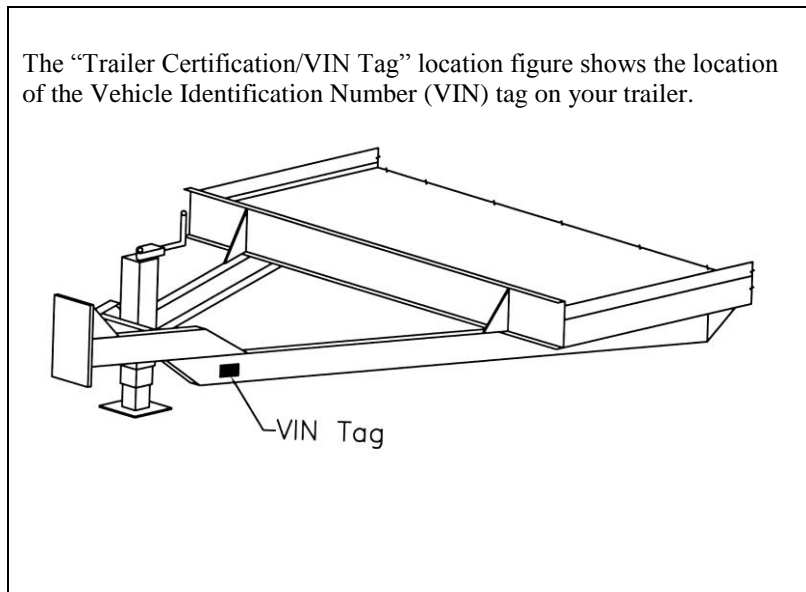 The “Trailer Certification/VIN Tag” location figure shows the location
of the Vehicle Identification Number (VIN) tag on your trailer.
VIN Tag